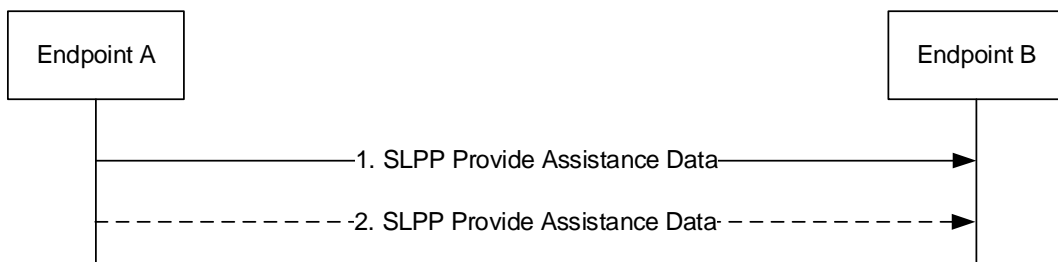 Endpoint A
Endpoint B
1. SLPP Provide Assistance Data
2. SLPP Provide Assistance Data